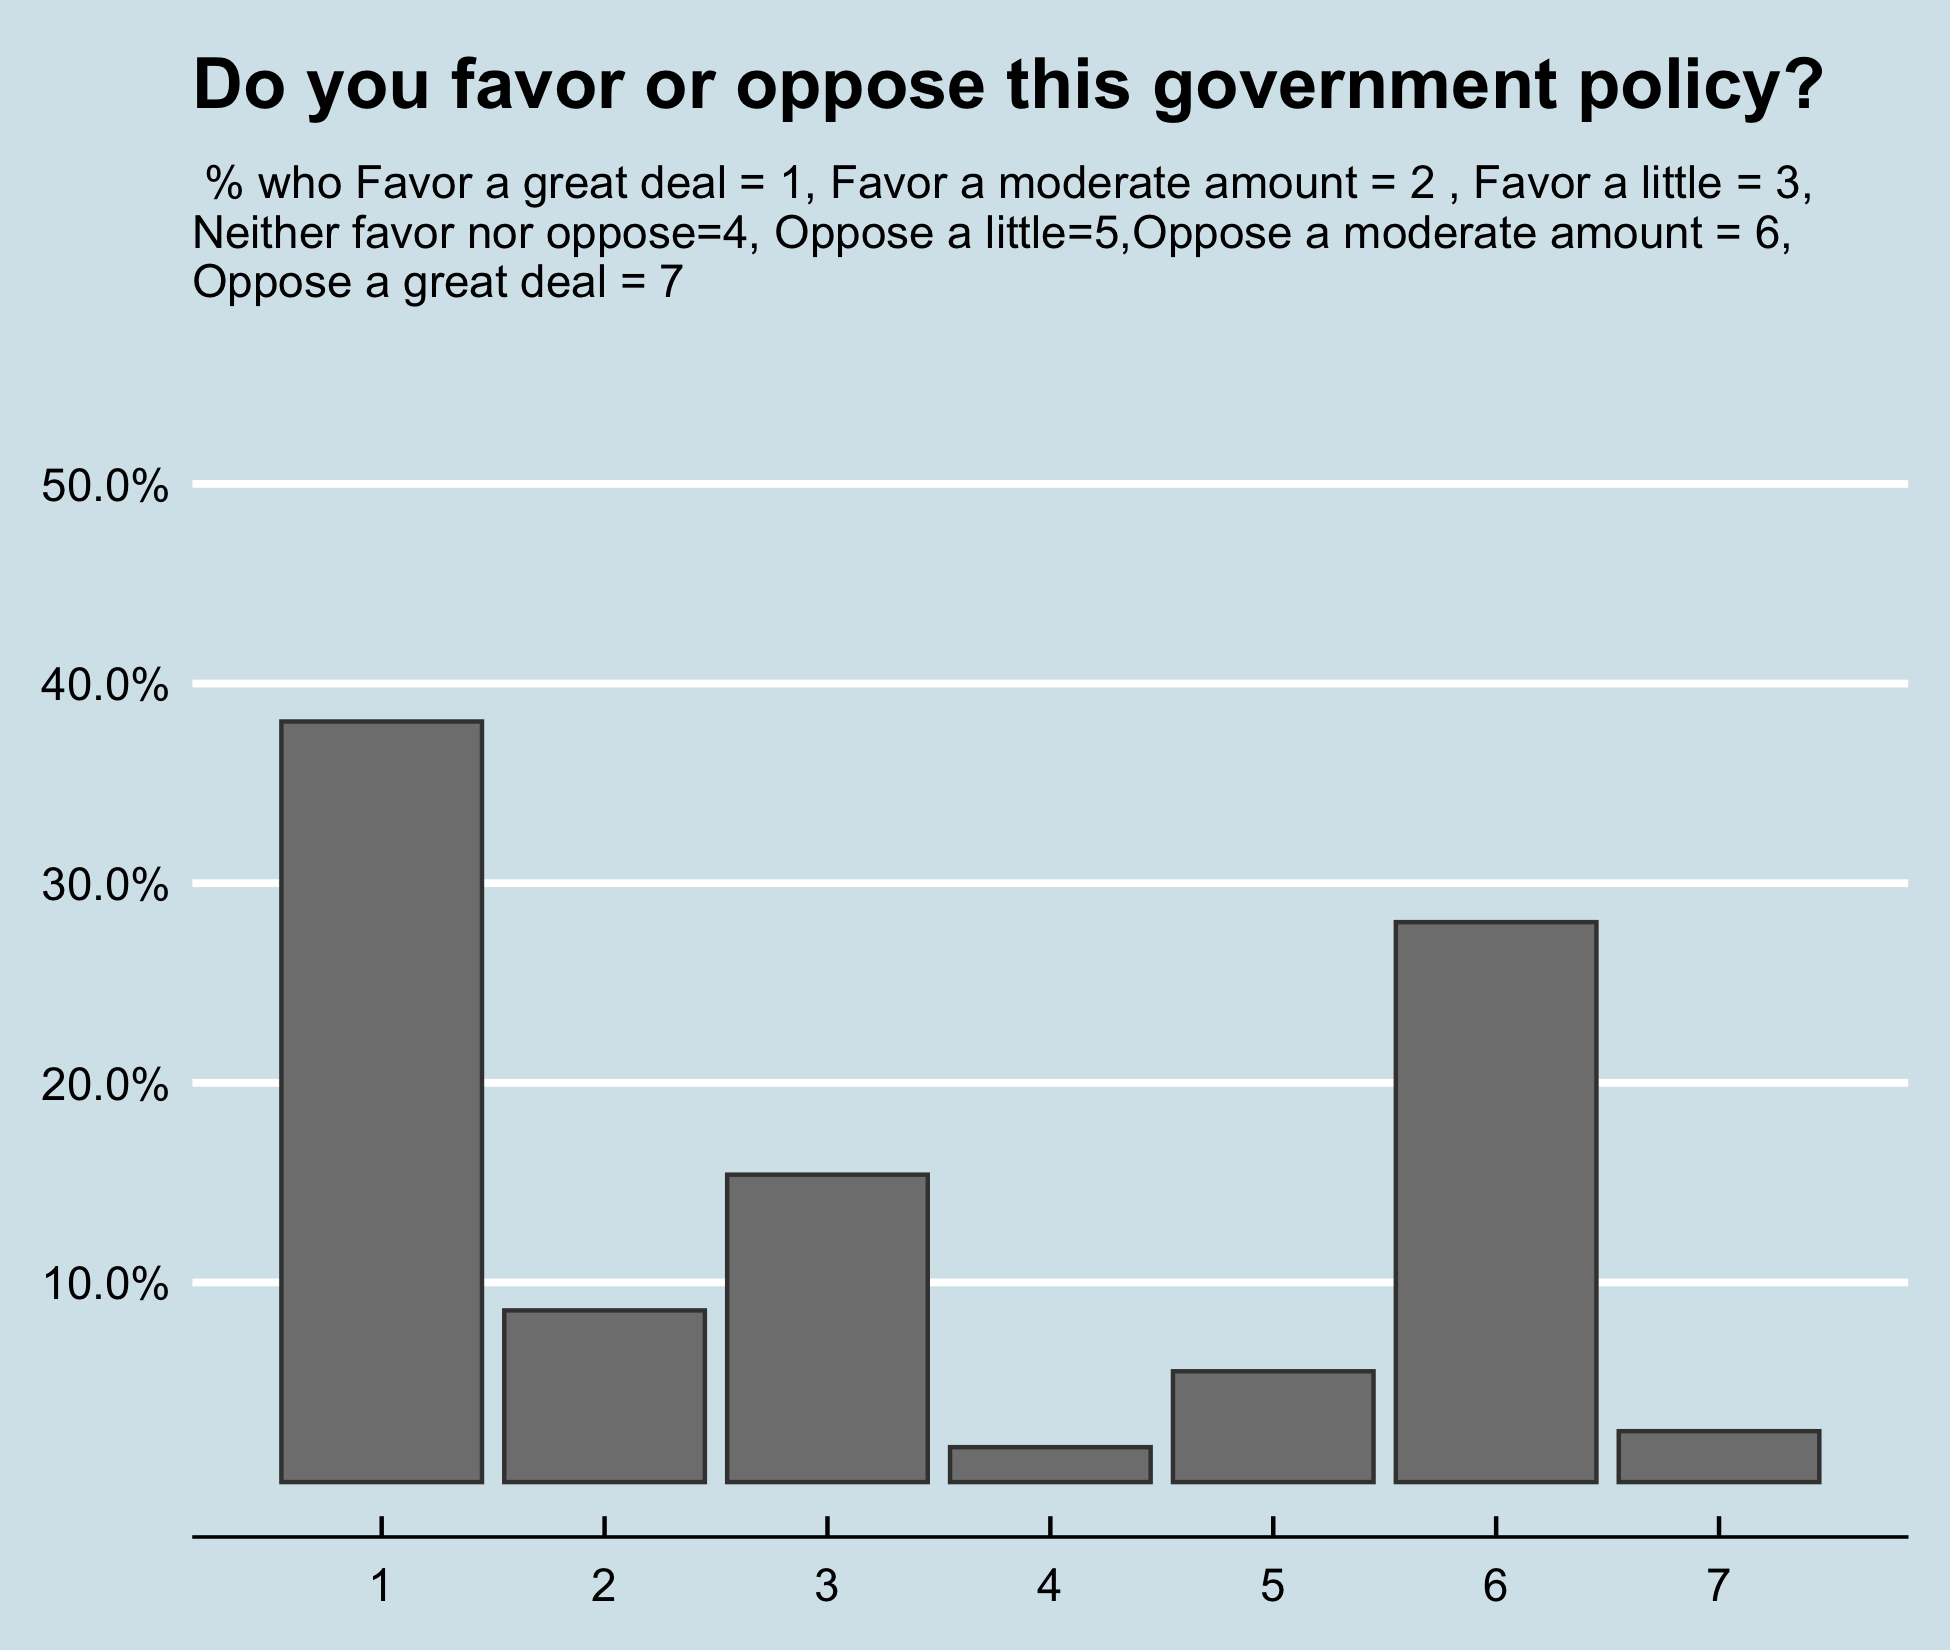 Do you favor or oppose this government policy?
% who Favor a great deal = 1, Favor a moderate amount = 2 , Favor a little = 3,
Neither favor nor oppose=4, Oppose a little=5,Oppose a moderate amount = 6,
Oppose a great deal = 7
50.0%
40.0%
30.0%
20.0%
10.0%
1 2 3 4 5 6 7